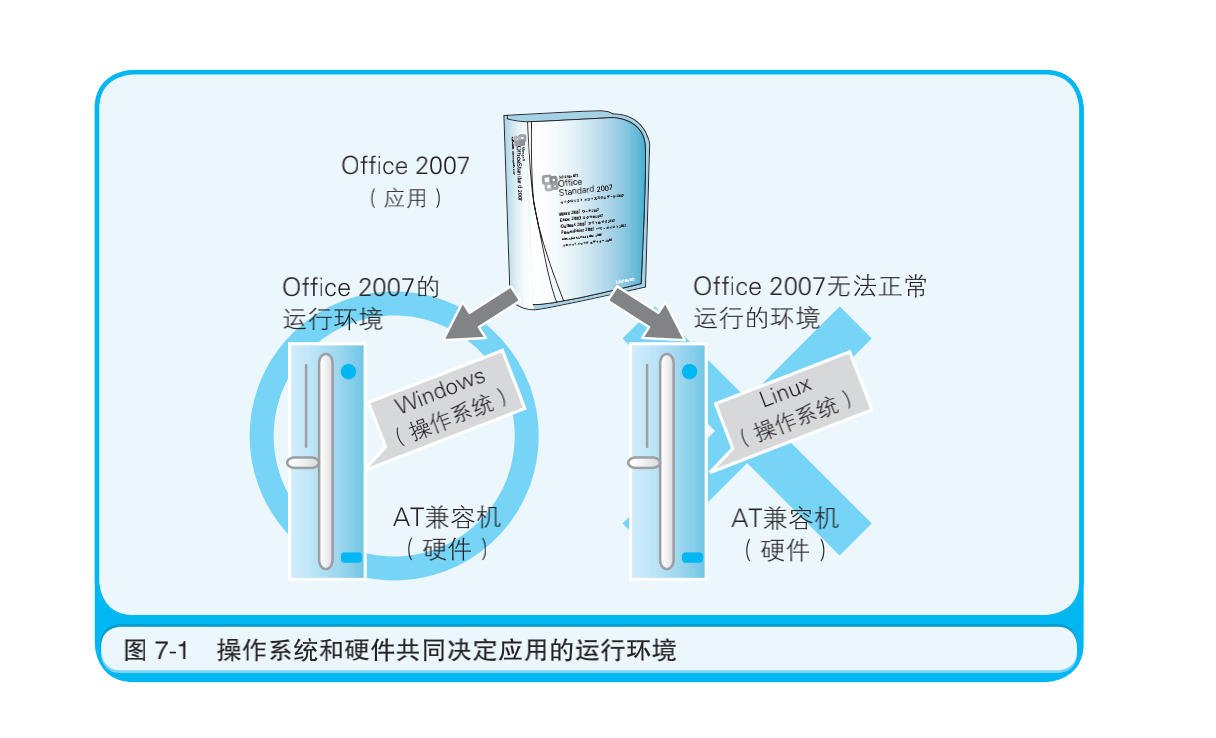 Office 2007
（应用）
Office
Standard 2007
Office 2007的
运行环境
Office 2007无法正常
运行的环境
Windows
（操作系统）
Linux
（操作系统）
AT兼容机
（硬件）
AT兼容机
（硬件）
图 7-1 操作系统和硬件共同决定应用的运行环境